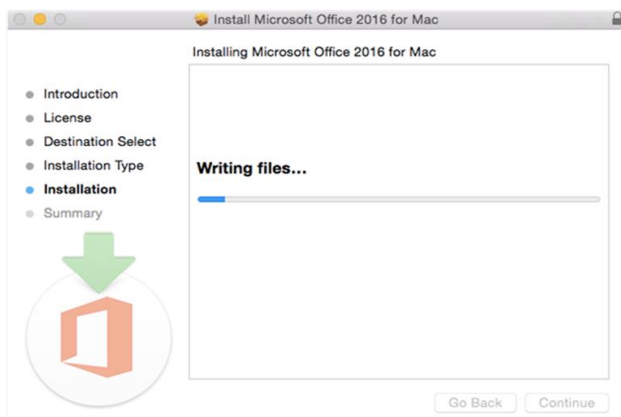 Install Microsoft Office 2016 for Mac
Installing Microsoft Office 2016 for Mac
Introduction
License
Destination Select
Installation Type
Installation
Summary
Writing files...
Go Back
Continue